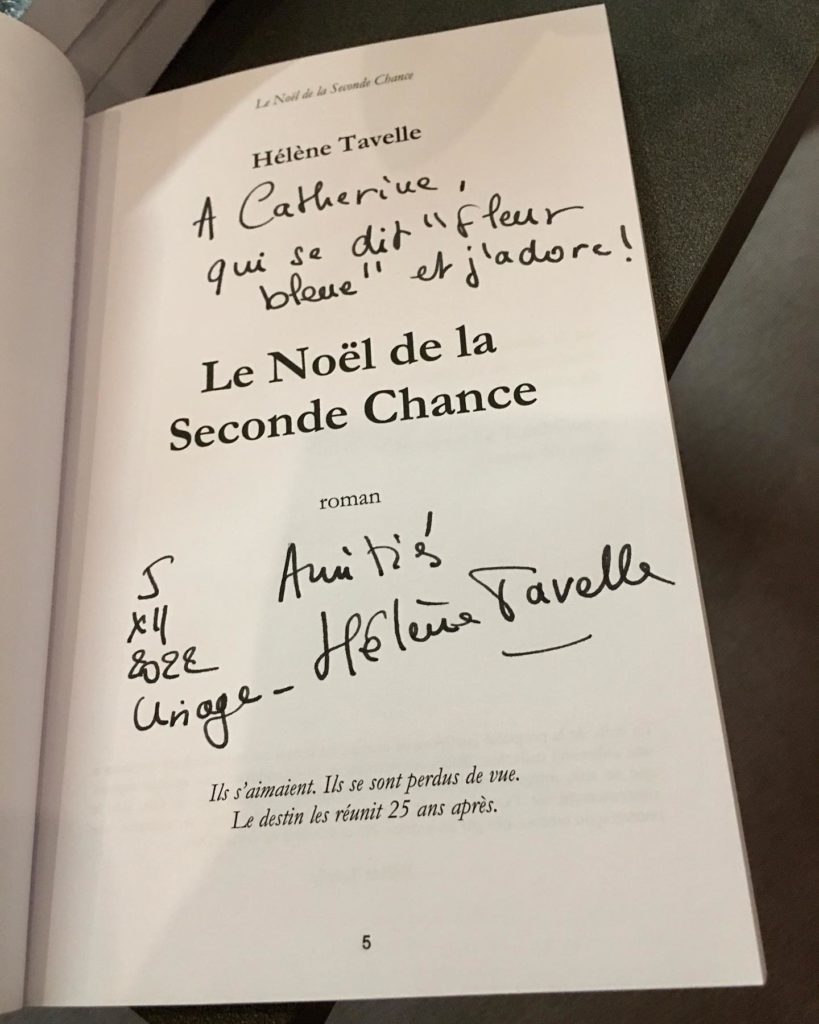 Le Noël de la Seconde Chance
Hélène Tavelle
A Catherine,
qui se dit "fleur
bleue" et j'adore!
Le Noël de la
Seconde Chance
roman
Amitiés
Hélène Tavelle
5
XII
2022
Uriage -
Ils s'aimaient. Ils se sont perdus de vue.
Le destin les réunit 25 ans après.
5